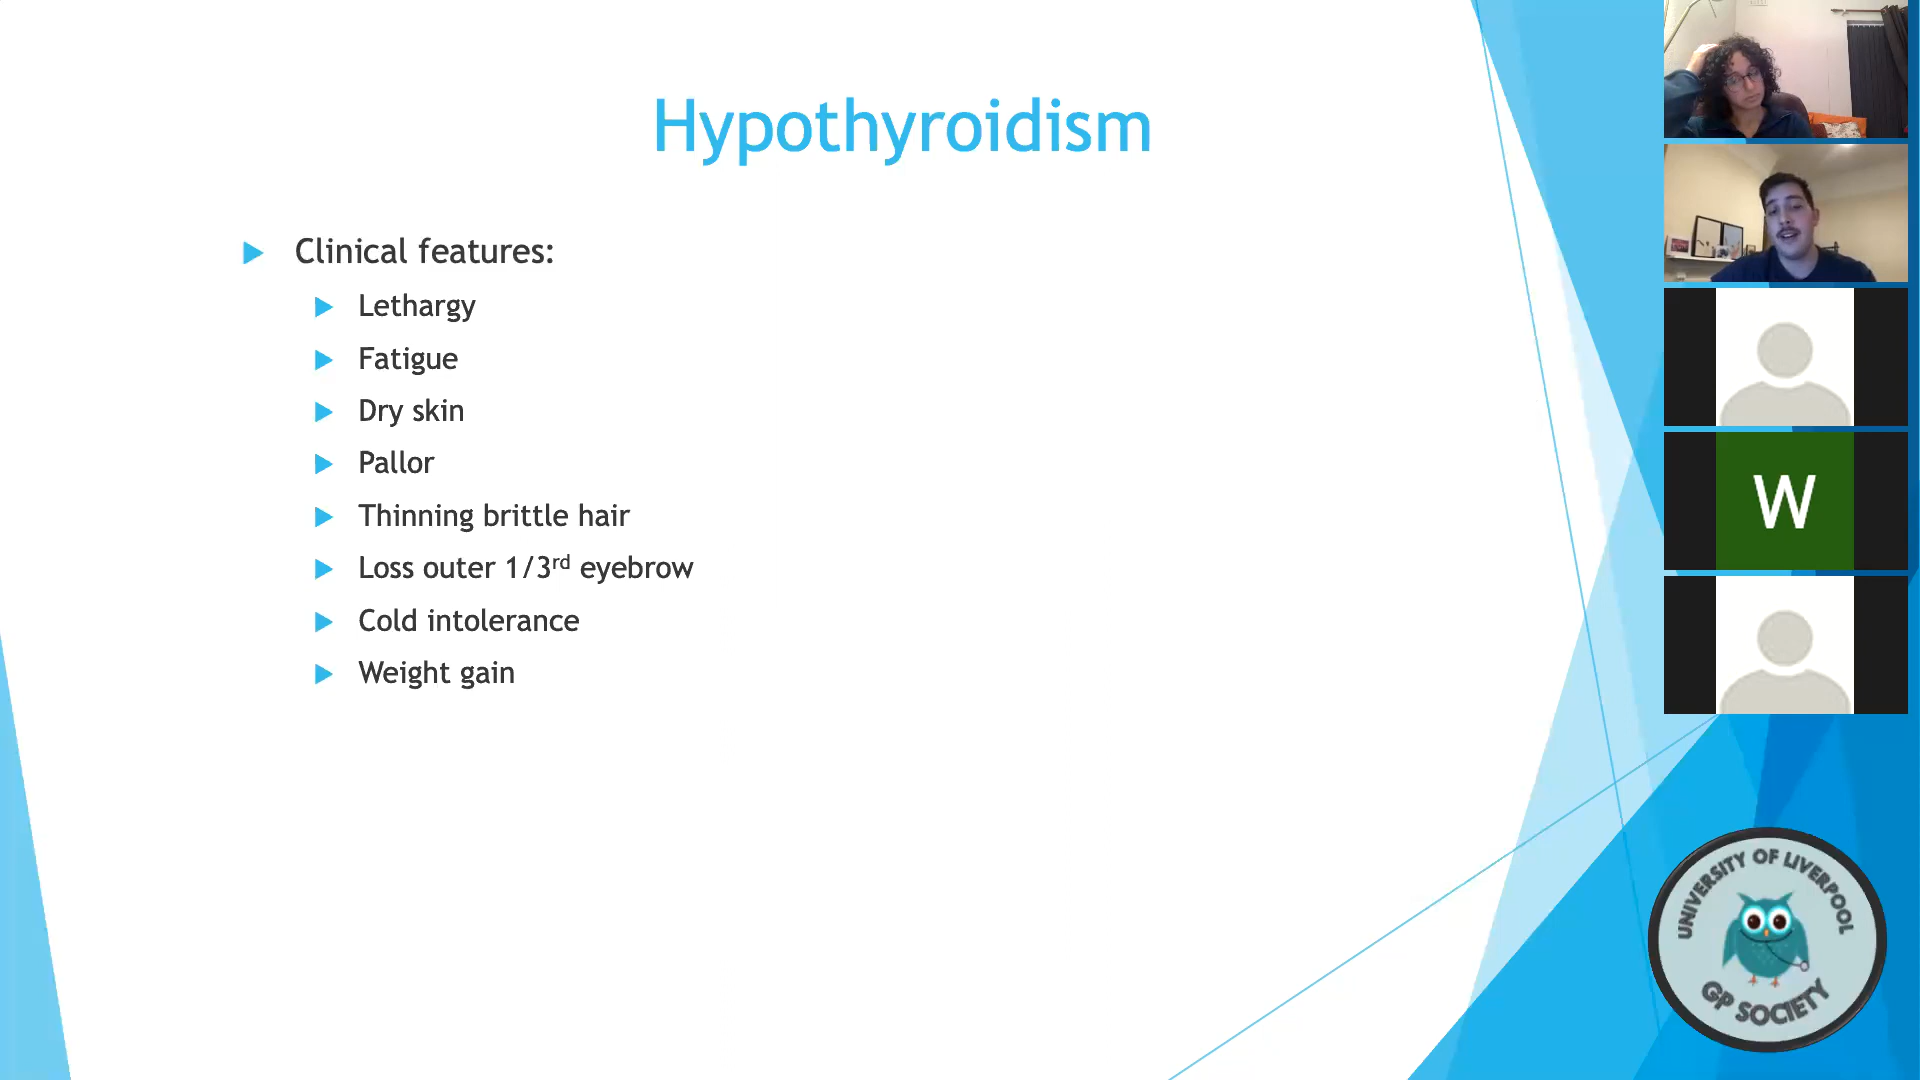 Hypothyroidism
Clinical features:
Lethargy
Fatigue
Dry skin
Pallor
Thinning brittle hair
Loss outer 1/3rd eyebrow
Cold intolerance
Weight gain
W
UNIVERSITY OF LIVERPOOL
GP SOCIETY